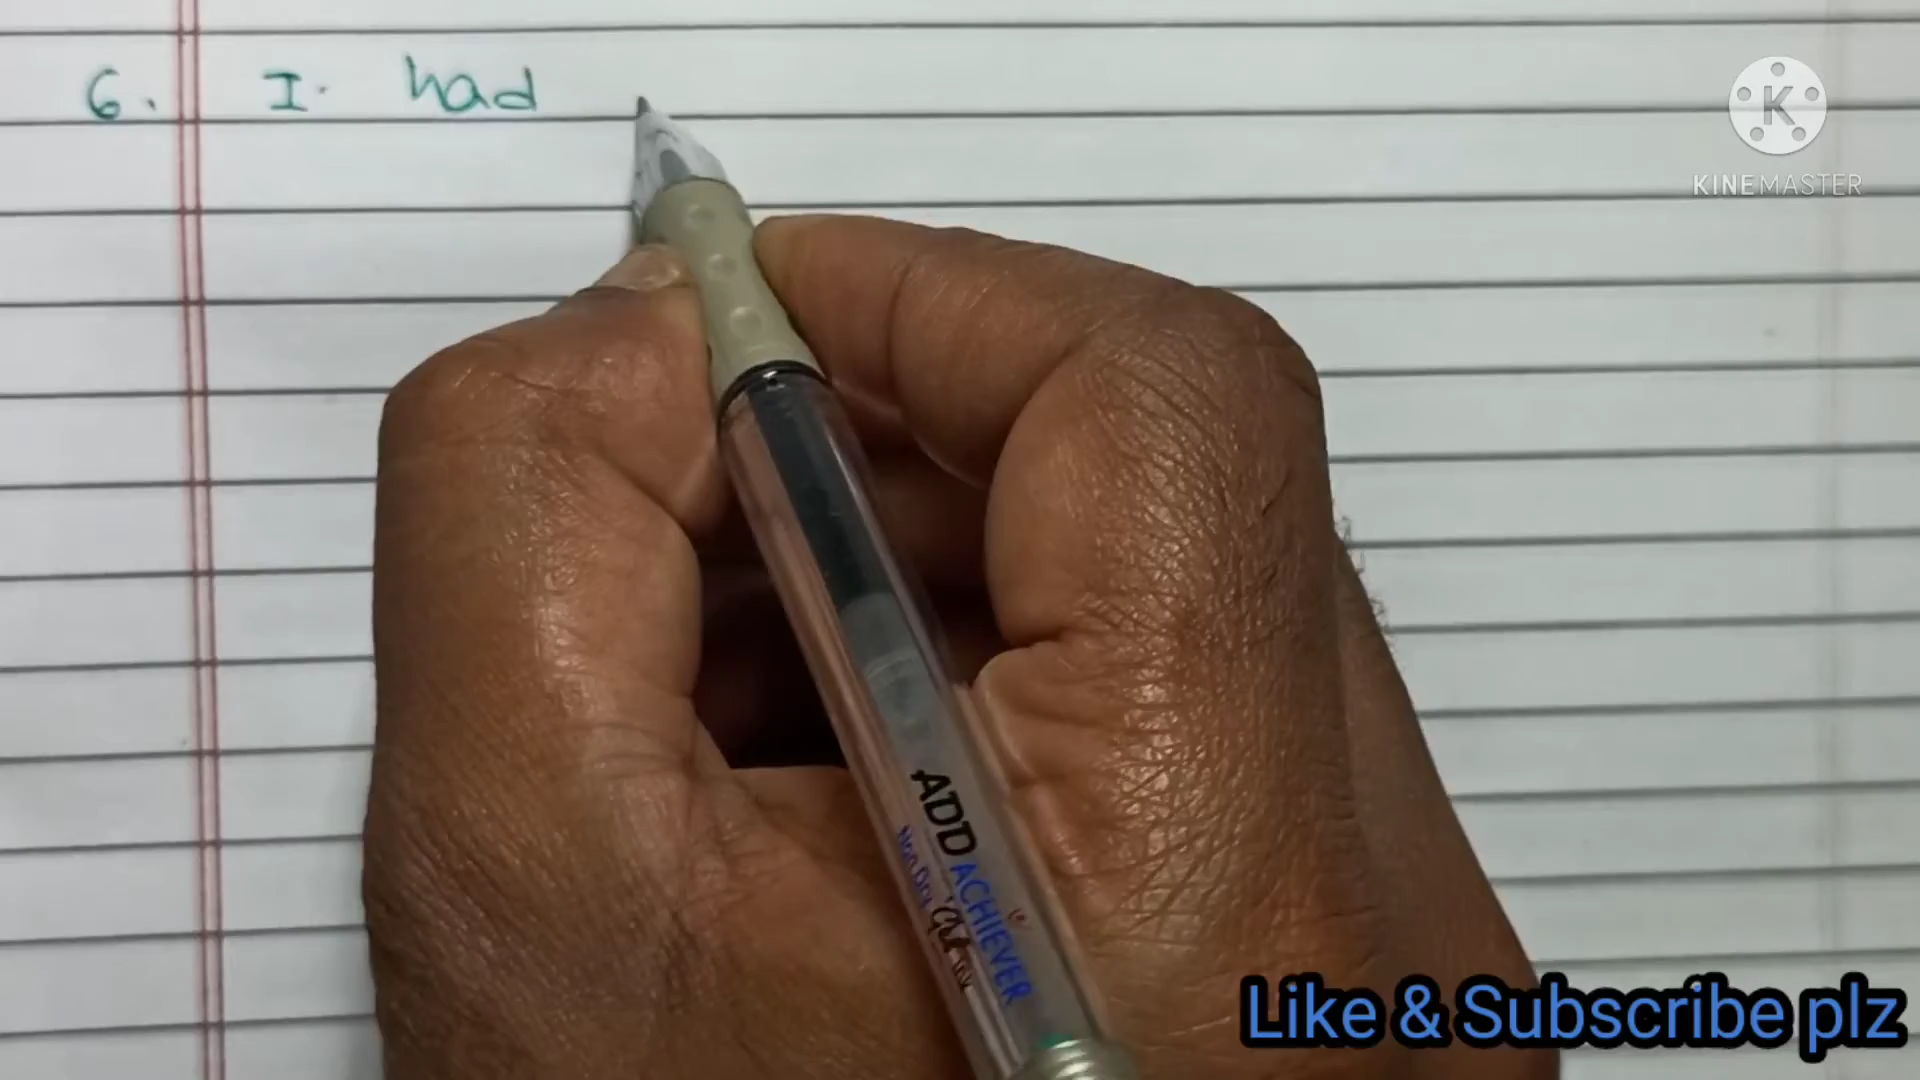 6. I. had
K
KINEMASTER
ADD ACHIEVER
Like & Subscribe plz